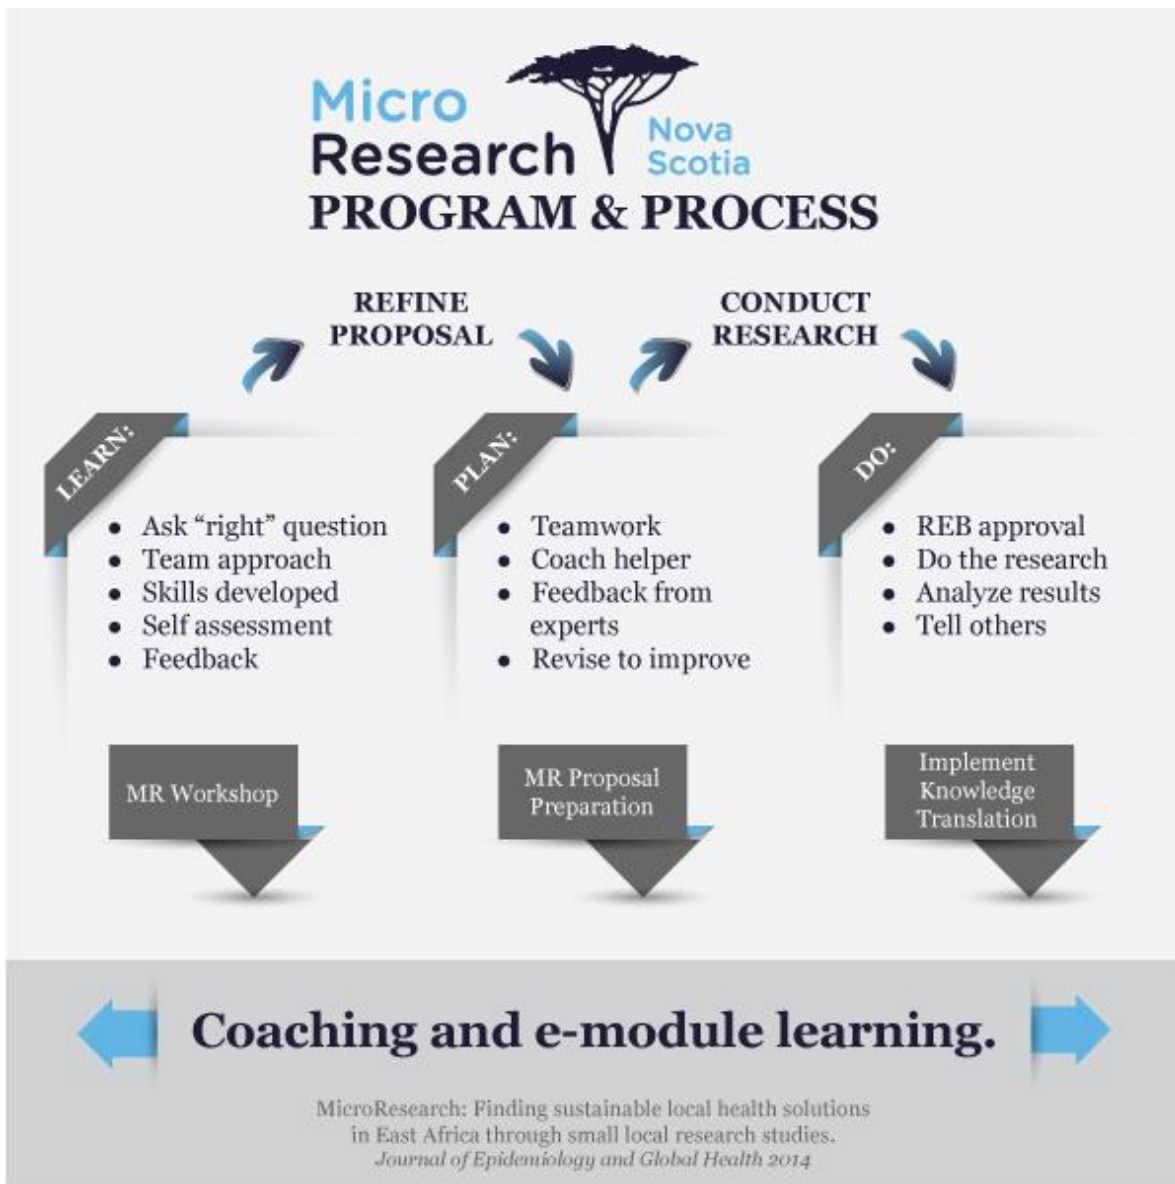 Micro
Research
Nova
Scotia
PROGRAM & PROCESS
REFINE
PROPOSAL
CONDUCT
RESEARCH
LEARN:
● Ask “right” question
● Team approach
● Skills developed
● Self assessment
● Feedback
MR Workshop
PLAN:
● Teamwork
● Coach helper
● Feedback from
experts
● Revise to improve
MR Proposal
Preparation
DO:
● REB approval
● Do the research
● Analyze results
● Tell others
Implement
Knowledge
Translation
Coaching and e-module learning.
MicroResearch: Finding sustainable local health solutions
in East Africa through small local research studies.
Journal of Epidemiology and Global Health 2014